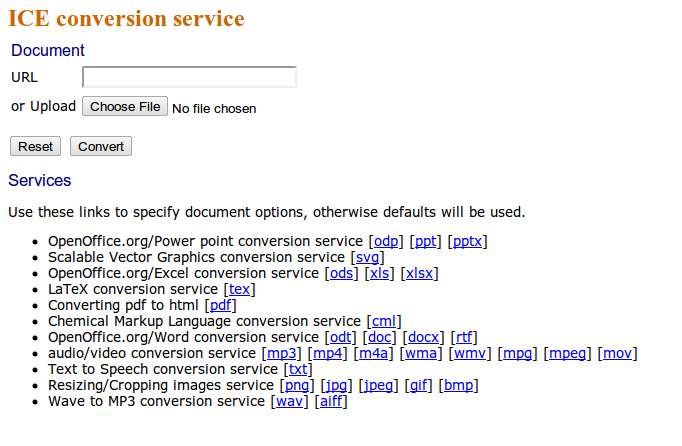 ICE conversion service
Document
URL
or Upload Choose File No file chosen
Reset Convert
Services
Use these links to specify document options, otherwise defaults will be used.
• OpenOffice.org/Power point conversion service [odp] [ppt] [pptx]
• Scalable Vector Graphics conversion service [svg]
• OpenOffice.org/Excel conversion service [ods] [xls] [xlsx]
• LaTeX conversion service [tex]
• Converting pdf to html [pdf]
• Chemical Markup Language conversion service [cml]
• OpenOffice.org/Word conversion service [odt] [doc] [docx] [rtf]
• audio/video conversion service [mp3] [mp4] [m4a] [wma] [wmv] [mpg] [mpeg] [mov]
• Text to Speech conversion service [txt]
• Resizing/Cropping images service [png] [jpg] [jpeg] [gif] [bmp]
• Wave to MP3 conversion service [wav] [aiff]